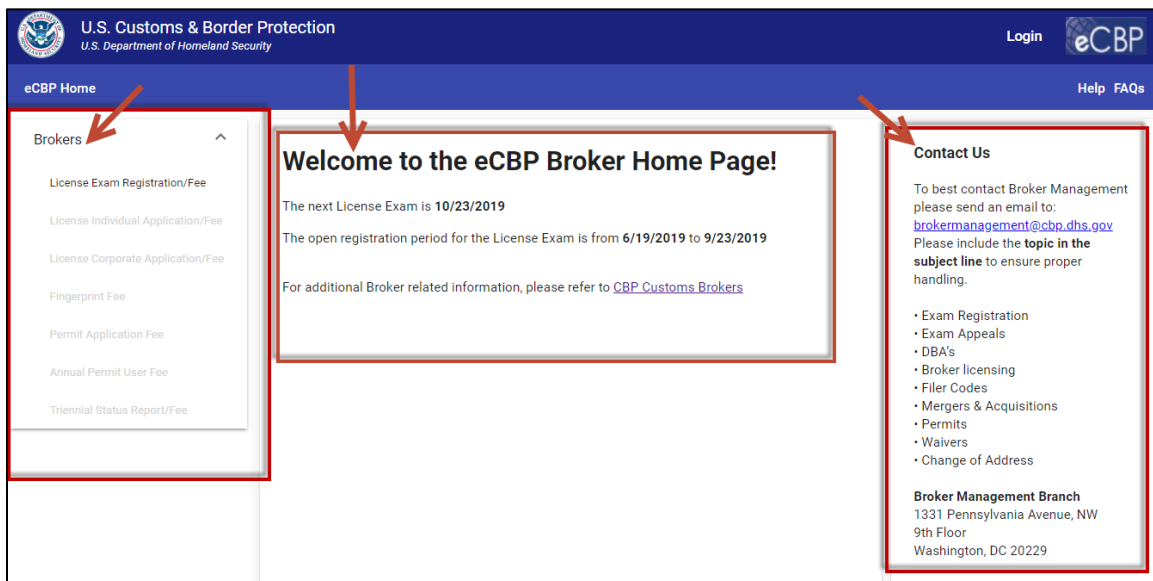 U.S. Customs & Border Protection
U.S. Department of Homeland Security
Login
eCBP
eCBP Home
Help FAQs
Brokers
License Exam Registration/Fee
License Individual Application/Fee
License Corporate Application/Fee
Fingerprint Fee
Permit Application Fee
Annual Permit User Fee
Triennial Status Report/Fee
Welcome to the eCBP Broker Home Page!
The next License Exam is 10/23/2019
The open registration period for the License Exam is from 6/19/2019 to 9/23/2019
For additional Broker related information, please refer to CBP Customs Brokers
Contact Us
To best contact Broker Management
please send an email to:
brokermanagement@cbp.dhs.gov
Please include the topic in the
subject line to ensure proper
handling.
• Exam Registration
• Exam Appeals
• DBA's
• Broker licensing
• Filer Codes
• Mergers & Acquisitions
• Permits
• Waivers
• Change of Address
Broker Management Branch
1331 Pennsylvania Avenue, NW
9th Floor
Washington, DC 20229